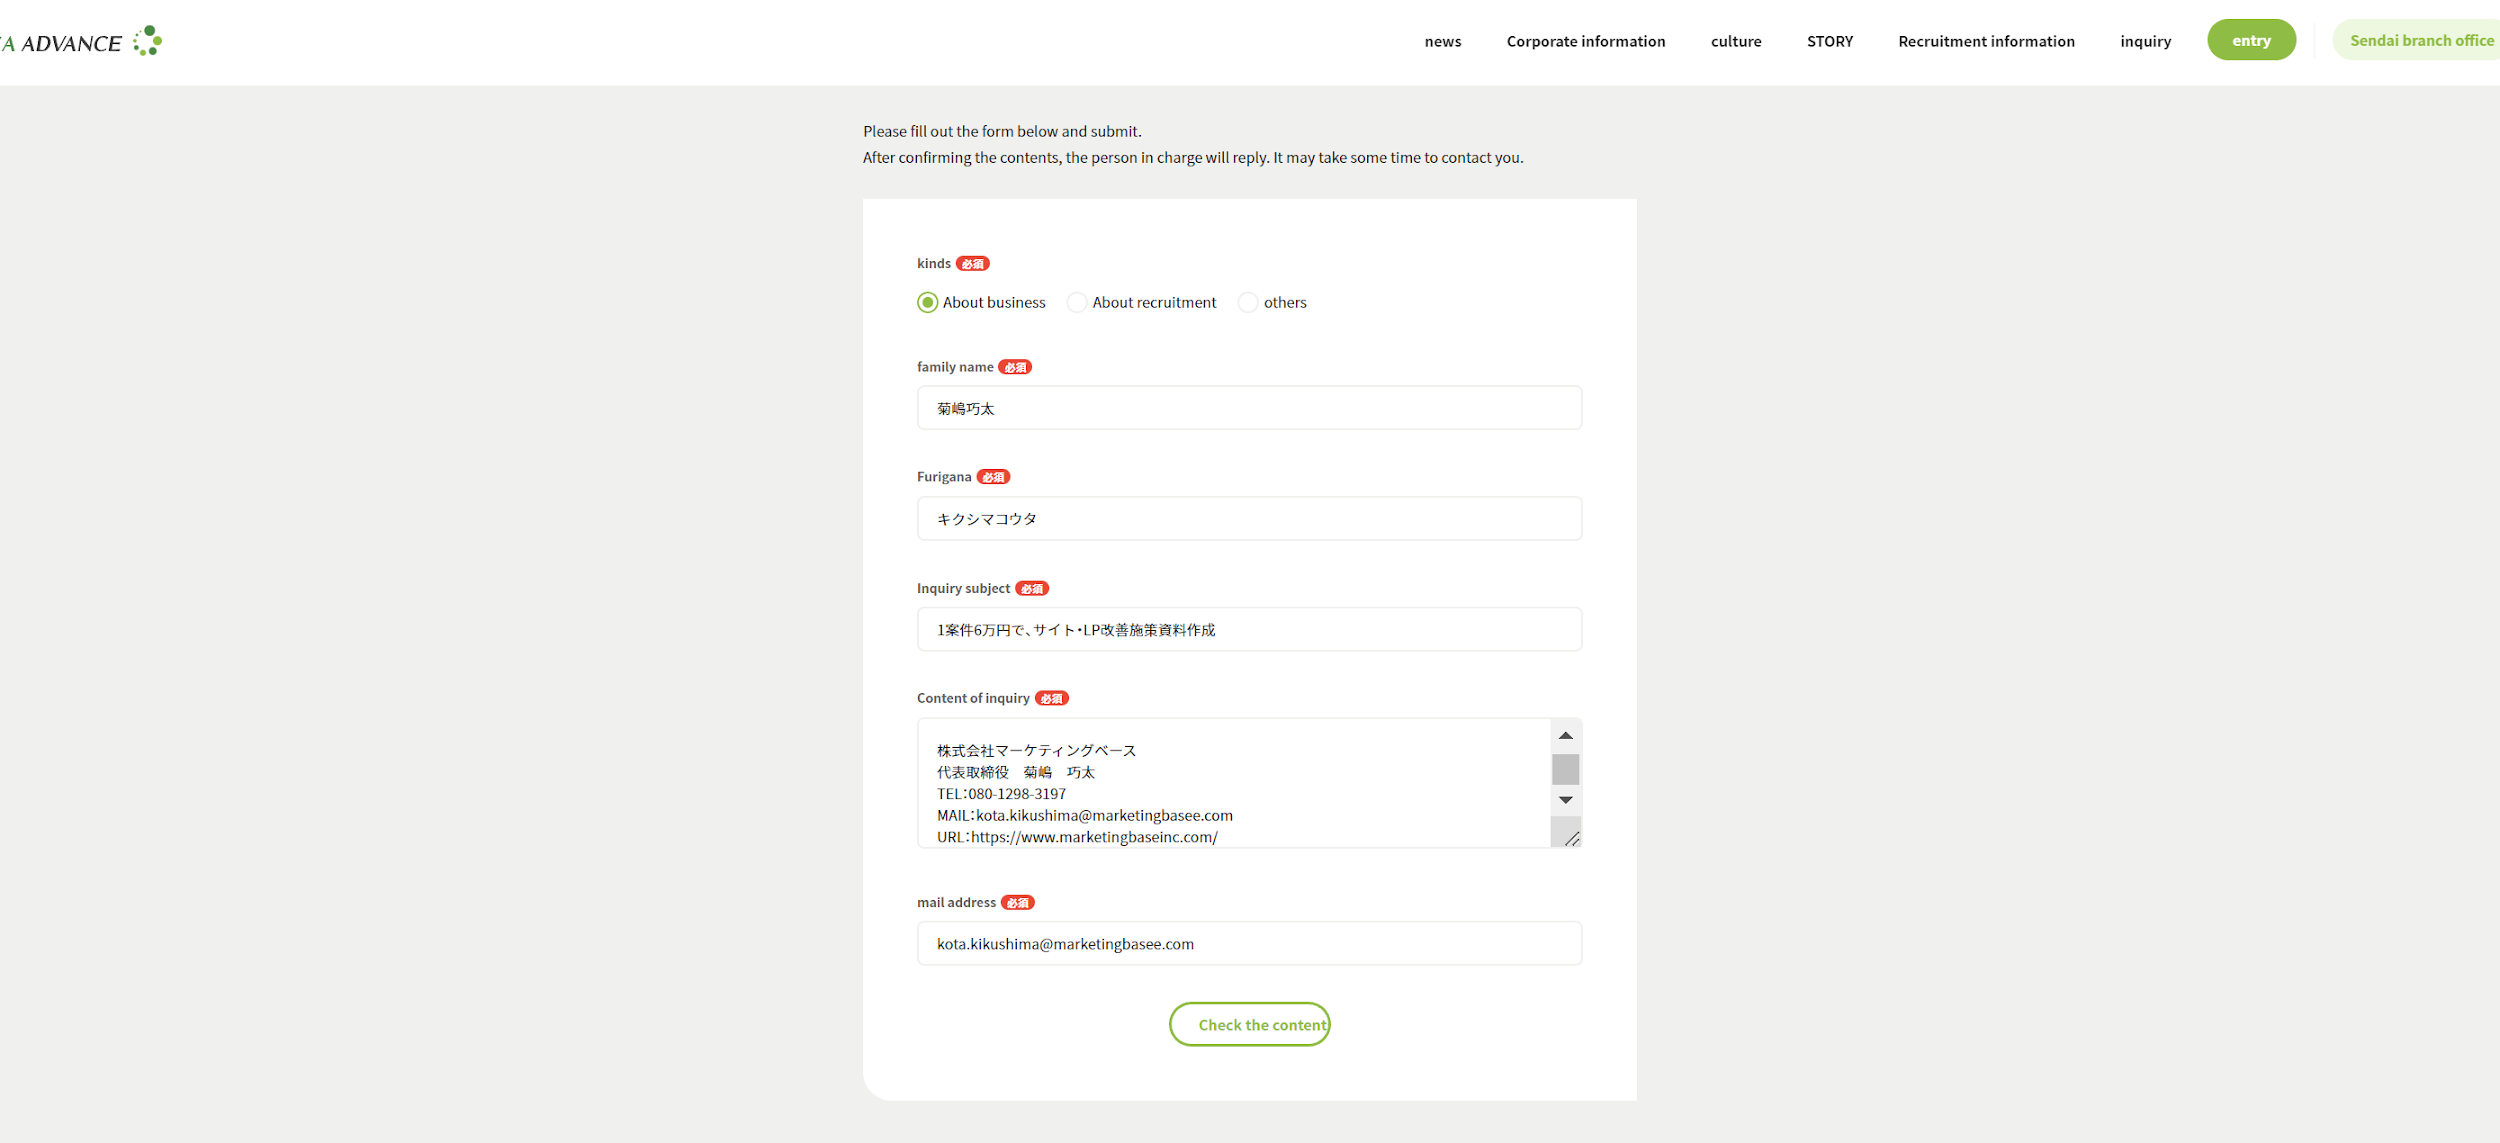 A ADVANCE
news Corporate information culture STORY Recruitment information inquiry entry Sendai branch office
Please fill out the form below and submit.
After confirming the contents, the person in charge will reply. It may take some time to contact you.
kinds 必須
About business About recruitment others
family name 必須
菊嶋巧太
Furigana 必須
キクシマコウタ
Inquiry subject 必須
1案件6万円で、サイト・LP改善施策資料作成
Content of inquiry 必須
株式会社マーケティングベース
代表取締役　菊嶋　巧太
TEL：080-1298-3197
MAIL：kota.kikushima@marketingbasee.com
URL：https://www.marketingbaseinc.com/
mail address 必須
kota.kikushima@marketingbasee.com
Check the content